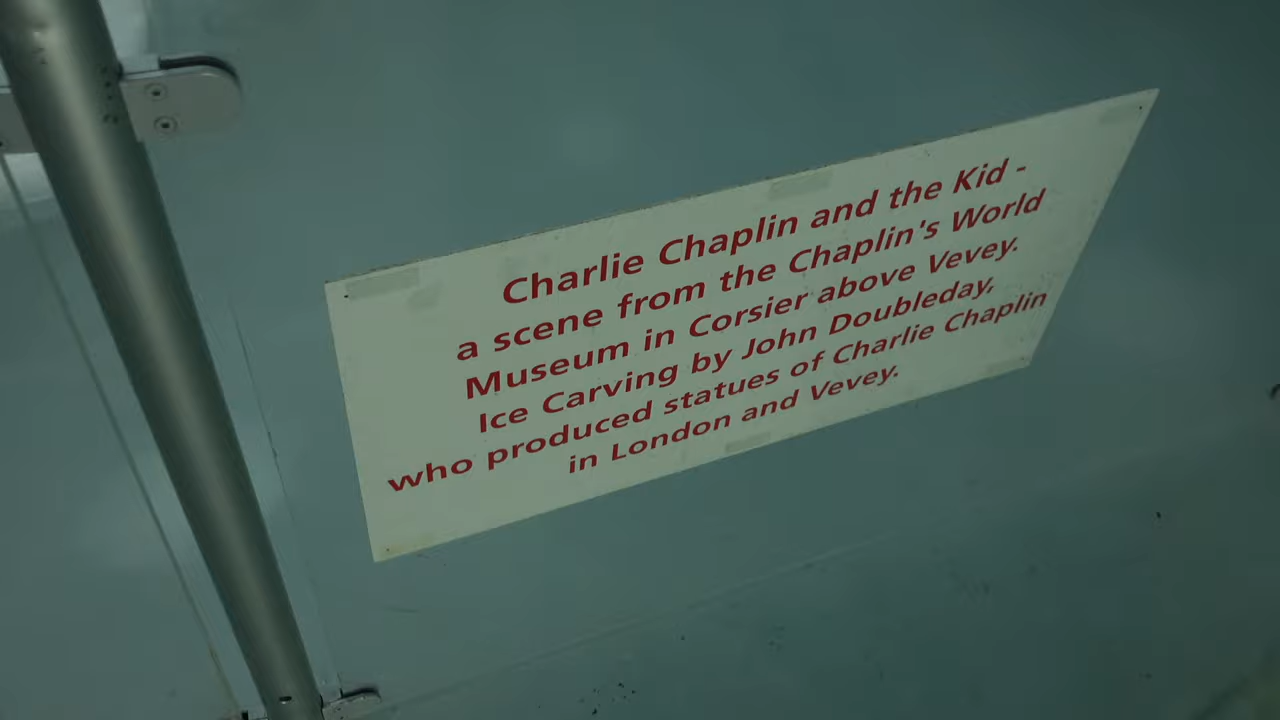 Charlie Chaplin and the Kid -
a scene from the Chaplin's World
Museum in Corsier above Vevey.
Ice Carving by John Doubleday,
who produced statues of Charlie Chaplin
in London and Vevey.